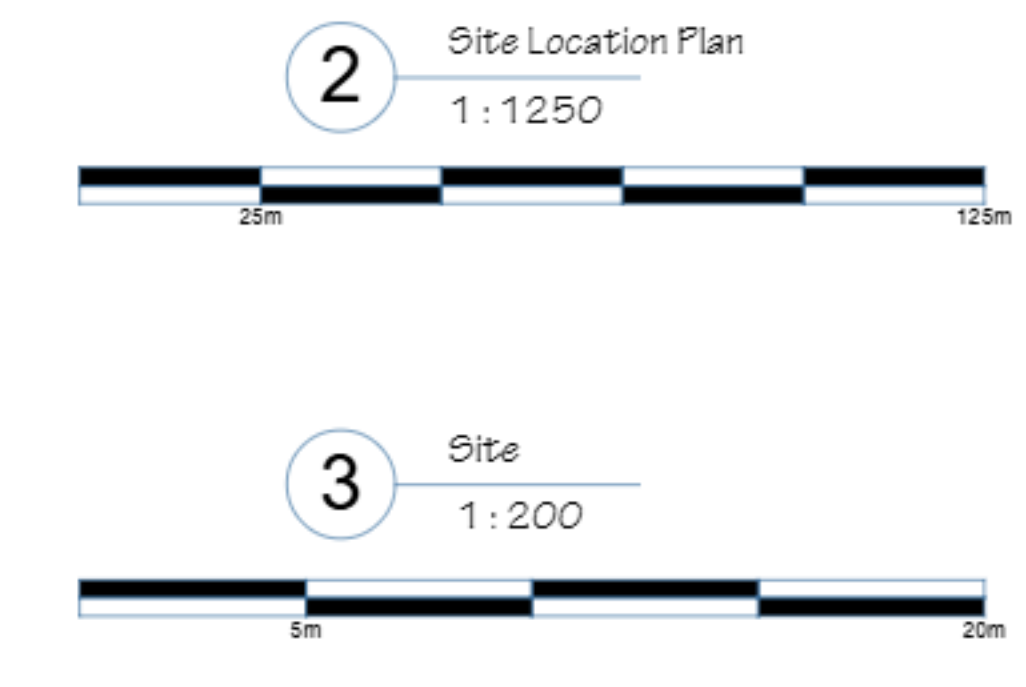 2
Site Location Plan
1 : 1250
25m
125m
3
Site
1 : 200
5m
20m